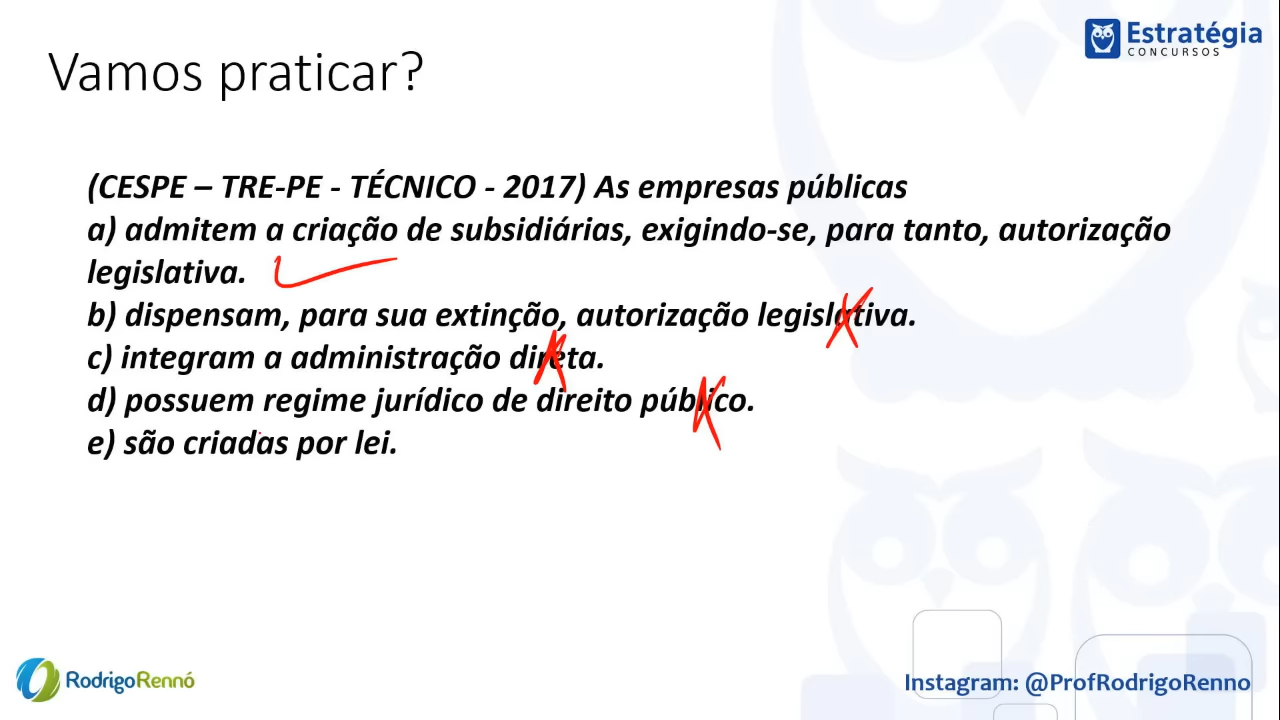 Estratégia
CONCURSOS
Vamos praticar?
(CESPE – TRE-PE - TÉCNICO - 2017) As empresas públicas
a) admitem a criação de subsidiárias, exigindo-se, para tanto, autorização
legislativa.
b) dispensam, para sua extinção, autorização legislativa.
c) integram a administração direta.
d) possuem regime jurídico de direito público.
e) são criadas por lei.
RodrigoRennó
Instagram: @ProfRodrigoRenno